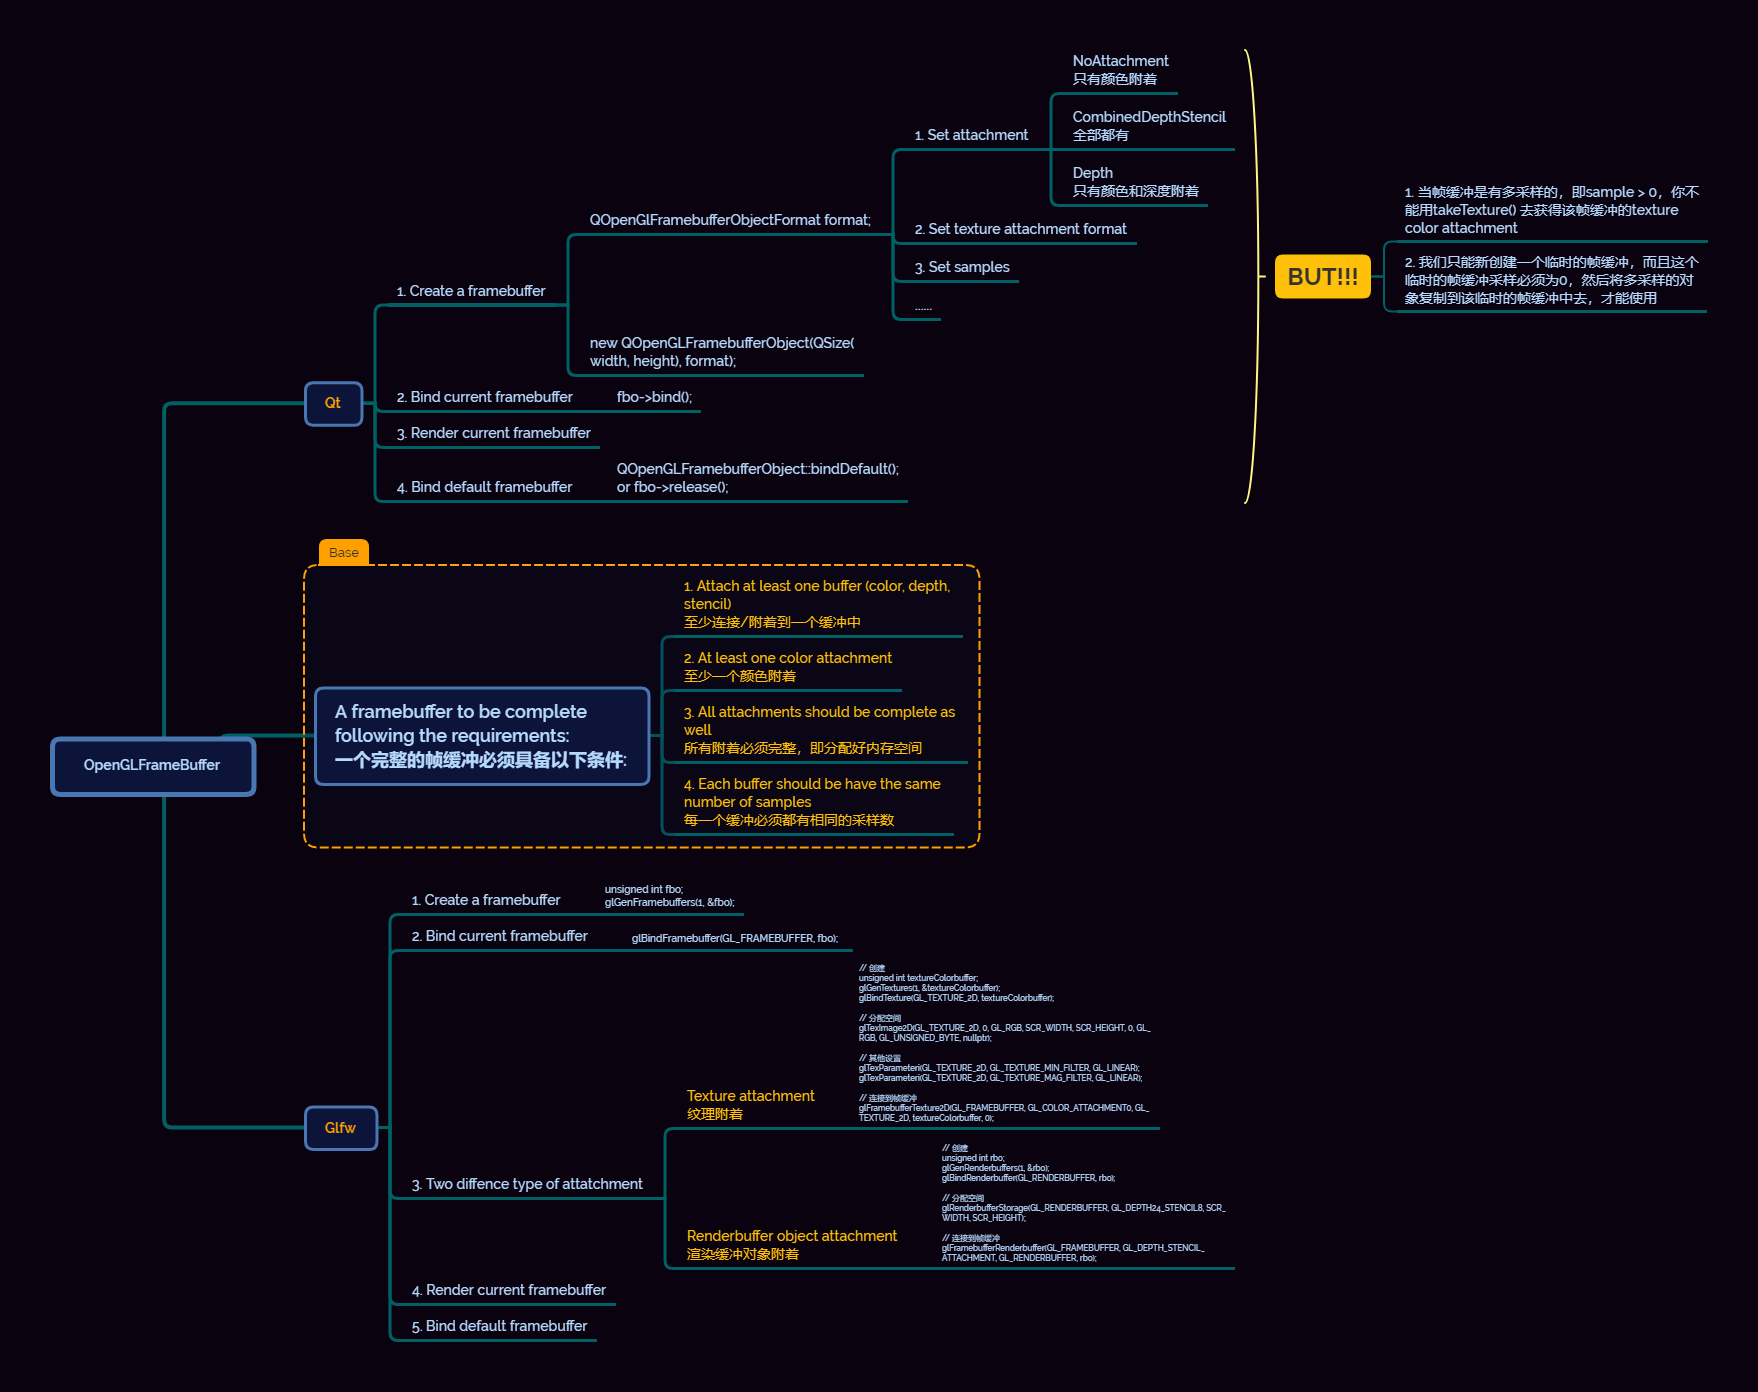 OpenGLFrameBuffer
Qt
1. Create a framebuffer
QOpenGlFramebufferObjectFormat format;
1. Set attachment
NoAttachment
只有颜色附着
CombinedDepthStencil
全部都有
Depth
只有颜色和深度附着
2. Set texture attachment format
3. Set samples
......
new QOpenGLFramebufferObject(QSize(
width, height), format);
2. Bind current framebuffer
fbo->bind();
3. Render current framebuffer
4. Bind default framebuffer
QOpenGLFramebufferObject::bindDefault();
or fbo->release();
BUT!!!
1. 当帧缓冲是有多采样的，即sample > 0，你不
能用takeTexture() 去获得该帧缓冲的texture
color attachment
2. 我们只能新创建一个临时的帧缓冲，而且这个
临时的帧缓冲采样必须为0，然后将多采样的对
象复制到该临时的帧缓冲中去，才能使用
Base
A framebuffer to be complete
following the requirements:
一个完整的帧缓冲必须具备以下条件:
1. Attach at least one buffer (color, depth,
stencil)
至少连接/附着到一个缓冲中
2. At least one color attachment
至少一个颜色附着
3. All attachments should be complete as
well
所有附着必须完整，即分配好内存空间
4. Each buffer should be have the same
number of samples
每一个缓冲必须都有相同的采样数
Glfw
1. Create a framebuffer
unsigned int fbo;
glGenFramebuffers(1, &fbo);
2. Bind current framebuffer
glBindFramebuffer(GL_FRAMEBUFFER, fbo);
3. Two diffence type of attatchment
Texture attachment
纹理附着
// 创建
unsigned int textureColorbuffer;
glGenTextures(1, &textureColorbuffer);
glBindTexture(GL_TEXTURE_2D, textureColorbuffer);
// 分配空间
glTexImage2D(GL_TEXTURE_2D, 0, GL_RGB, SCR_WIDTH, SCR_HEIGHT, 0, GL_
RGB, GL_UNSIGNED_BYTE, nullptr);
// 其他设置
glTexParameteri(GL_TEXTURE_2D, GL_TEXTURE_MIN_FILTER, GL_LINEAR);
glTexParameteri(GL_TEXTURE_2D, GL_TEXTURE_MAG_FILTER, GL_LINEAR);
// 连接到帧缓冲
glFramebufferTexture2D(GL_FRAMEBUFFER, GL_COLOR_ATTACHMENT0, GL_
TEXTURE_2D, textureColorbuffer, 0);
Renderbuffer object attachment
渲染缓冲对象附着
// 创建
unsigned int rbo;
glGenRenderbuffers(1, &rbo);
glBindRenderbuffer(GL_RENDERBUFFER, rbo);
// 分配空间
glRenderbufferStorage(GL_RENDERBUFFER, GL_DEPTH24_STENCIL8, SCR_
WIDTH, SCR_HEIGHT);
// 连接到帧缓冲
glFramebufferRenderbuffer(GL_FRAMEBUFFER, GL_DEPTH_STENCIL_
ATTACHMENT, GL_RENDERBUFFER, rbo);
4. Render current framebuffer
5. Bind default framebuffer